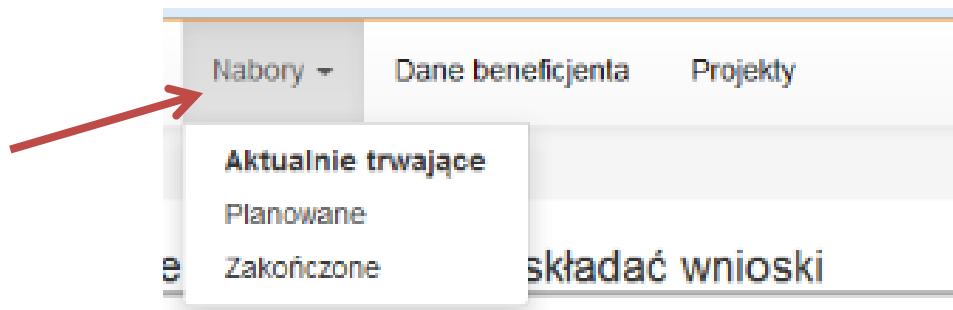 Nabory Dane beneficjenta Projekty
Aktualnie trwające
Planowane
Zakończone
e składać wnioski